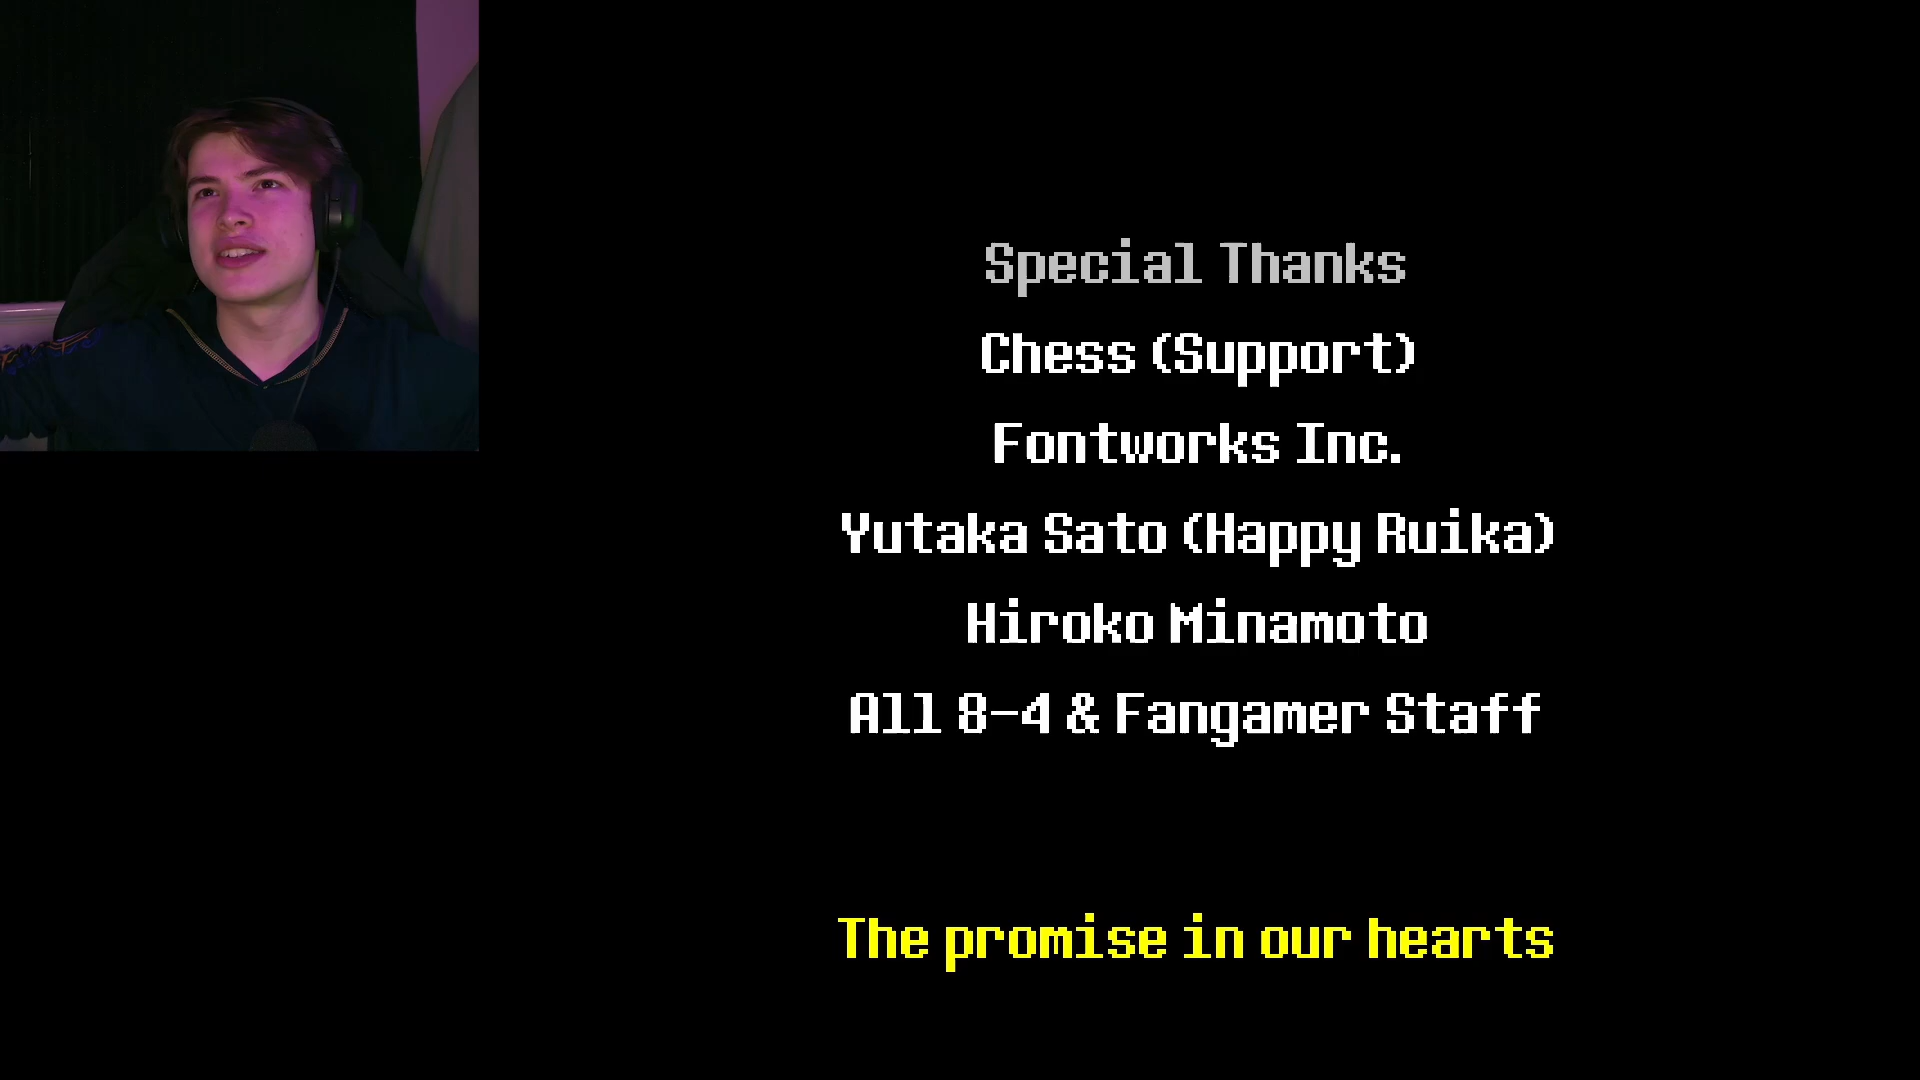 Special Thanks
Chess (Support)
Fontworks Inc.
Yutaka Sato (Happy Ruika)
Hiroko Minamoto
All 8-4 & Fangamer Staff
The promise in our hearts